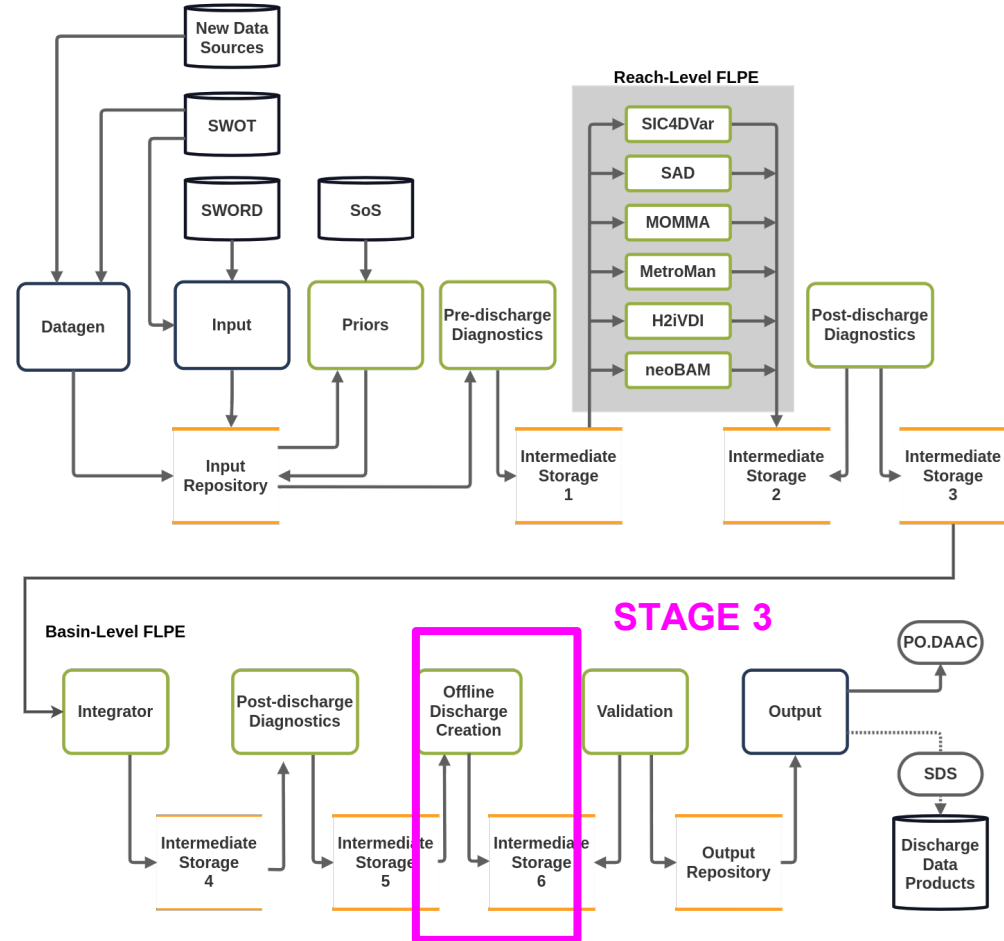 New Data
Sources
SWOT
SWORD
SoS
Reach-Level FLPE
SIC4DVar
SAD
MOMMA
MetroMan
H2iVDI
neoBAM
Datagen
Input
Priors
Pre-discharge
Diagnostics
Post-discharge
Diagnostics
Input
Repository
Intermediate
Storage
1
Intermediate
Storage
2
Intermediate
Storage
3
STAGE 3
Basin-Level FLPE
Integrator
Post-discharge
Diagnostics
Offline
Discharge
Creation
Validation
Output
PO.DAAC
SDS
Intermediate
Storage
4
Intermediate
Storage
5
Intermediate
Storage
6
Output
Repository
Discharge
Data
Products